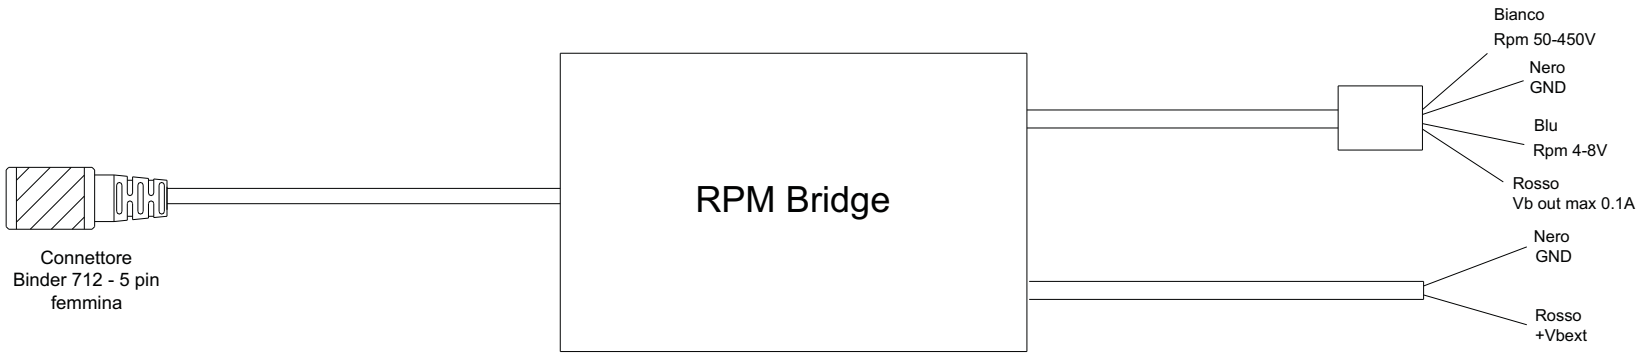 Bianco
Rpm 50-450V
Nero
GND
Blu
Rpm 4-8V
Rosso
Vb out max 0.1A
Nero
GND
Rosso
+Vbext
RPM Bridge
Connettore
Binder 712 - 5 pin
femmina